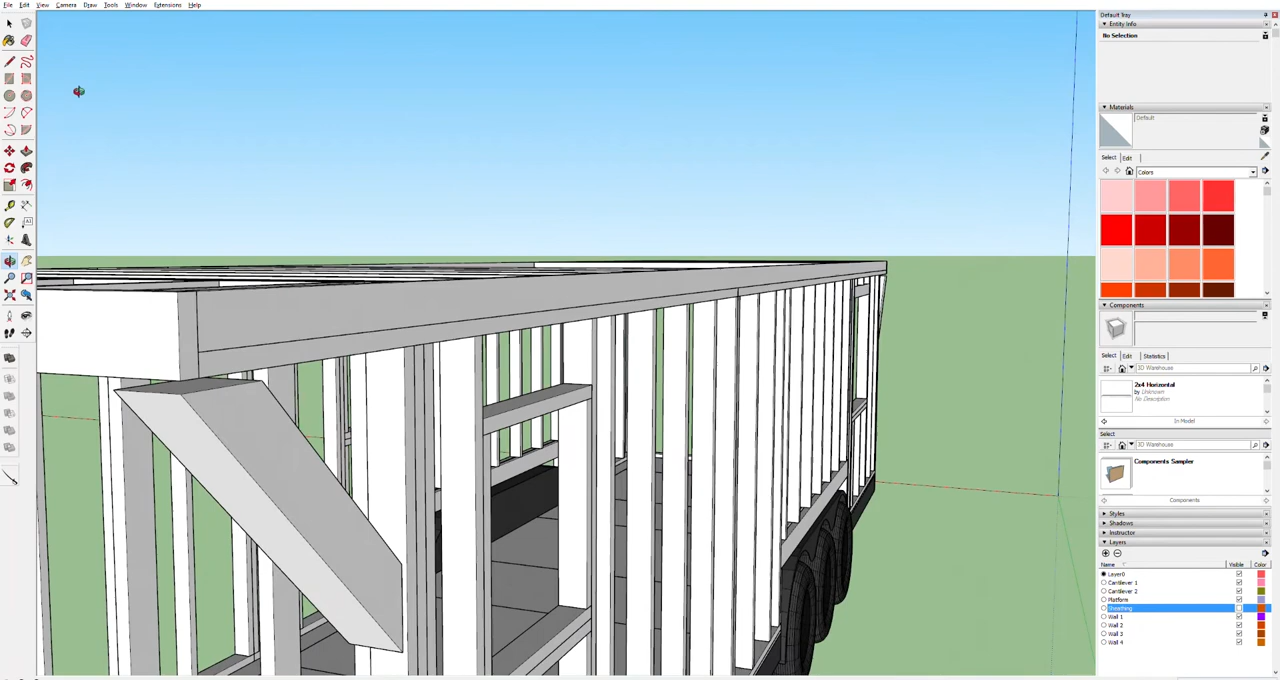 File Edit View Camera Draw Tools Window Extensions Help
Default Tray
Entity Info
No Selection
Materials
Default
Select Edit
Colors
Components
Select Edit Statistics
3D Warehouse
2x4 Horizontal
by Unknown
No Description
In Model
Select
3D Warehouse
Components Sampler
Components
Styles
Shadows
Instructor
Layers
Name Visible Color
Layer0
Cantilever 1
Cantilever 2
Platform
Sheathing
Wall 1
Wall 2
Wall 3
Wall 4